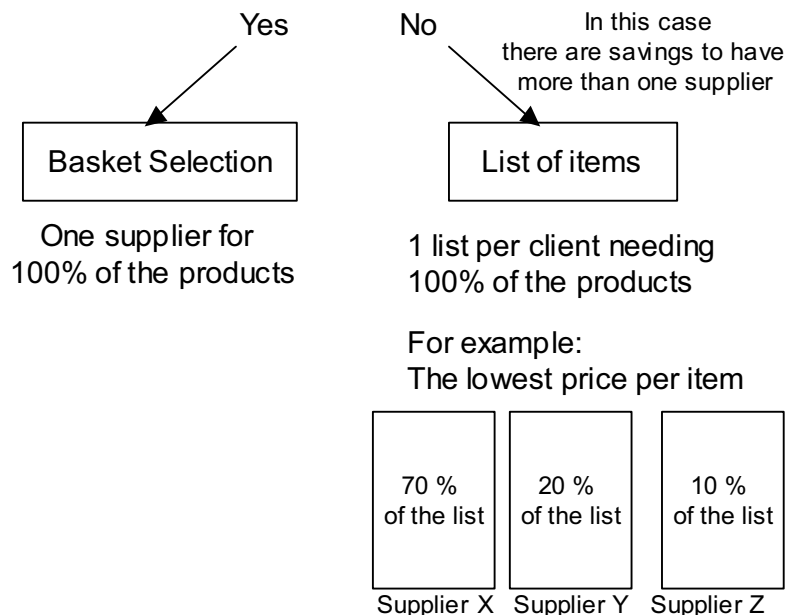 Yes
No
In this case
there are savings to have
more than one supplier
Basket Selection
List of items
One supplier for
100% of the products
1 list per client needing
100% of the products
For example:
The lowest price per item
70 %
of the list
20 %
of the list
10 %
of the list
Supplier X
Supplier Y
Supplier Z